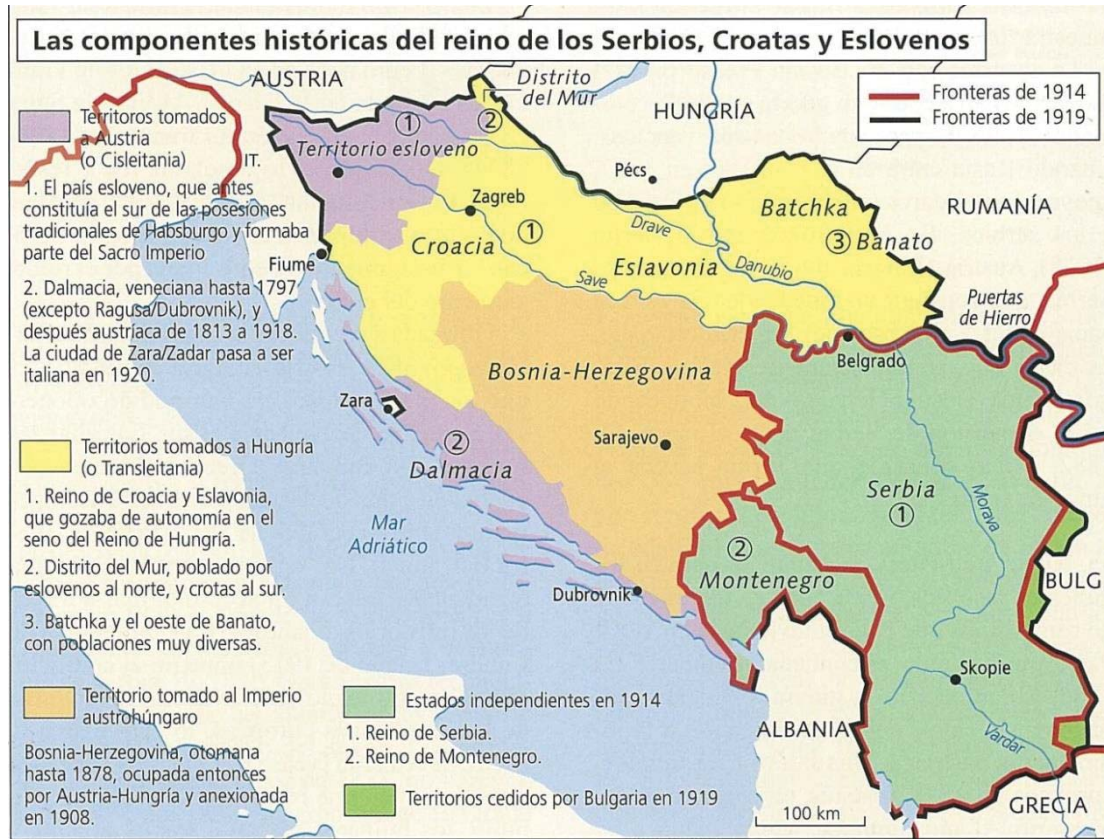 Las componentes históricas del reino de los Serbios, Croatas y Eslovenos
Fronteras de 1914
Fronteras de 1919
Territoros tomados
a Austria
(o Cisleitania)
1. El país esloveno, que antes
constituía el sur de las posesiones
tradicionales de Habsburgo y formaba
parte del Sacro Imperio
2. Dalmacia, veneciana hasta 1797
(excepto Ragusa/Dubrovnik), y
después austríaca de 1813 a 1918.
La ciudad de Zara/Zadar pasa a ser
italiana en 1920.
Territorios tomados a Hungría
(o Transleitania)
1. Reino de Croacia y Eslavonia,
que gozaba de autonomía en el
seno del Reino de Hungría.
2. Distrito del Mur, poblado por
eslovenos al norte, y crotas al sur.
3. Batchka y el oeste de Banato,
con poblaciones muy diversas.
Territorio tomado al Imperio
austrohúngaro
Bosnia-Herzegovina, otomana
hasta 1878, ocupada entonces
por Austria-Hungría y anexionada
en 1908.
Estados independientes en 1914
1. Reino de Serbia.
2. Reino de Montenegro.
Territorios cedidos por Bulgaria en 1919
AUSTRIA
Distrito
del Mur
HUNGRÍA
IT.
1
2
Territorio esloveno
Pécs
Zagreb
Batchka
RUMANÍA
Croacia
1
Drave
3
Banato
Fiume
Eslavonia
Danubio
Save
Puertas
de Hierro
Belgrado
Bosnia-Herzegovina
Zara
Sarajevo
2
Dalmacia
Serbia
1
Morava
Mar
Adriático
2
Montenegro
BULG
Dubrovnik
Skopie
ALBANIA
Vardar
GRECIA
100 km